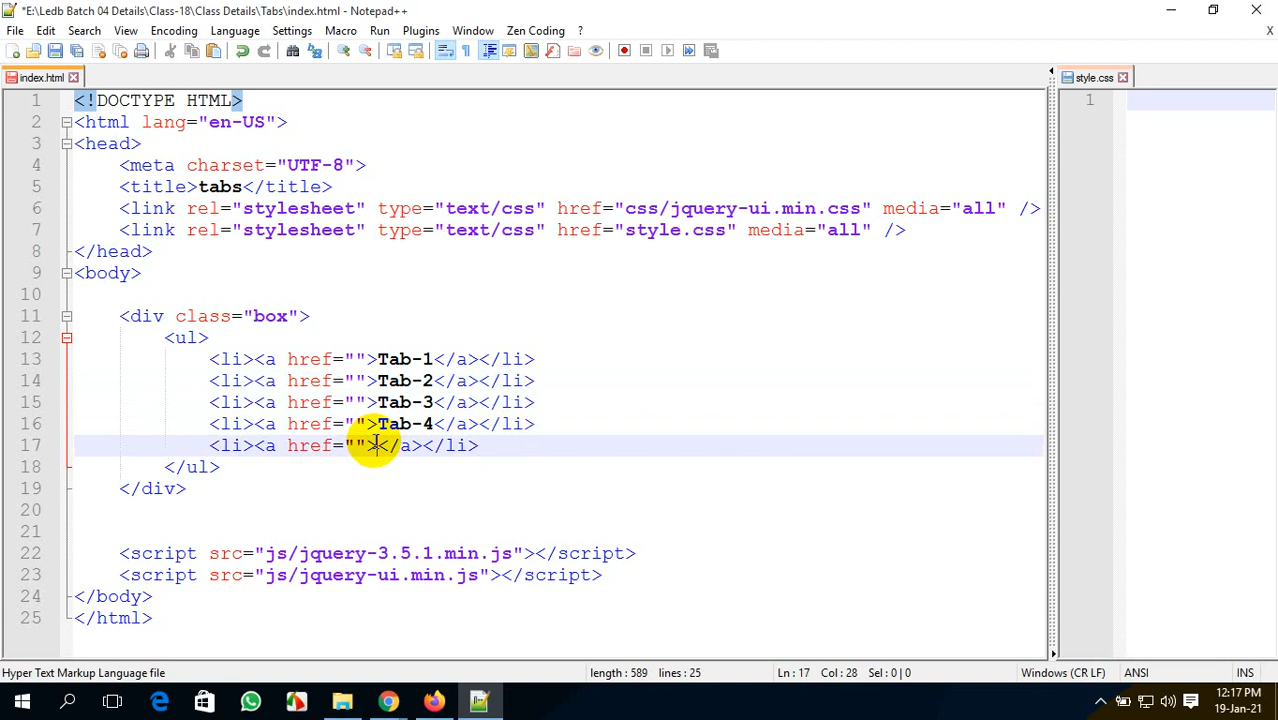 *E:\Ledb Batch 04 Details\Class-18\Class Details\Tabs\index.html - Notepad++
File Edit Search View Encoding Language Settings Macro Run Plugins Window Zen Coding ? X
index.html style.css
1 <!DOCTYPE HTML> 1
2 <html lang="en-US">
3 <head>
4 <meta charset="UTF-8">
5 <title>tabs</title>
6 <link rel="stylesheet" type="text/css" href="css/jquery-ui.min.css" media="all" />
7 <link rel="stylesheet" type="text/css" href="style.css" media="all" />
8 </head>
9 <body>
10
11 <div class="box">
12 <ul>
13 <li><a href="">Tab-1</a></li>
14 <li><a href="">Tab-2</a></li>
15 <li><a href="">Tab-3</a></li>
16 <li><a href="">Tab-4</a></li>
17 <li><a href=""></a></li>
18 </ul>
19 </div>
20
21
22 <script src="js/jquery-3.5.1.min.js"></script>
23 <script src="js/jquery-ui.min.js"></script>
24 </body>
25 </html>
Hyper Text Markup Language file length : 589 lines : 25 Ln : 17 Col : 28 Sel : 0 | 0 Windows (CR LF) ANSI INS
12:17 PM
19-Jan-21